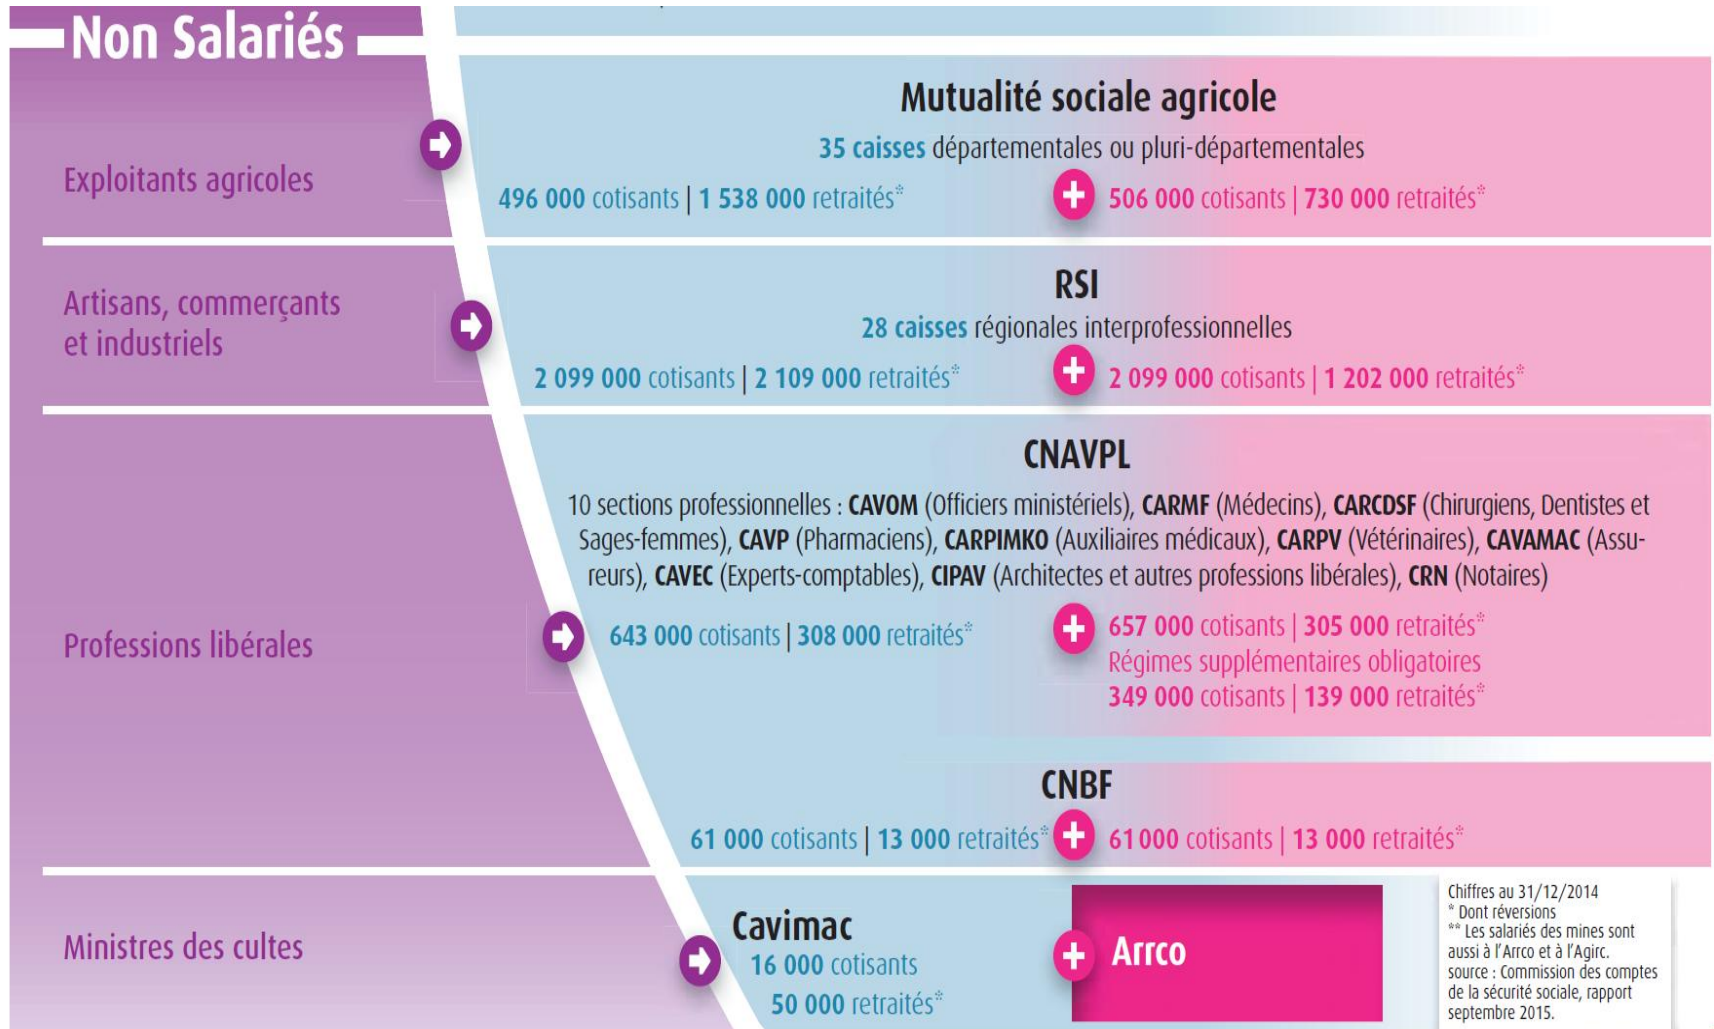 Non Salariés
Mutualité sociale agricole
35 caisses départementales ou pluri-départementales
Exploitants agricoles
496 000 cotisants | 1 538 000 retraités*
506 000 cotisants | 730 000 retraités*
RSI
28 caisses régionales interprofessionnelles
Artisans, commerçants
et industriels
2 099 000 cotisants | 2 109 000 retraités*
2 099 000 cotisants | 1 202 000 retraités*
CNAVPL
10 sections professionnelles : CAVOM (Officiers ministériels), CARMF (Médecins), CARCDSF (Chirurgiens, Dentistes et
Sages-femmes), CAVP (Pharmaciens), CARPIMKO (Auxiliaires médicaux), CARPV (Vétérinaires), CAVAMAC (Assu-
reurs), CAVEC (Experts-comptables), CIPAV (Architectes et autres professions libérales), CRN (Notaires)
Professions libérales
643 000 cotisants | 308 000 retraités*
657 000 cotisants | 305 000 retraités*
Régimes supplémentaires obligatoires
349 000 cotisants | 139 000 retraités*
CNBF
61 000 cotisants | 13 000 retraités*
61 000 cotisants | 13 000 retraités*
Ministres des cultes
Cavimac
16 000 cotisants
50 000 retraités*
Arrco
Chiffres au 31/12/2014
* Dont réversions
** Les salariés des mines sont
aussi à l'Arrco et à l'Agirc.
source : Commission des comptes
de la sécurité sociale, rapport
septembre 2015.